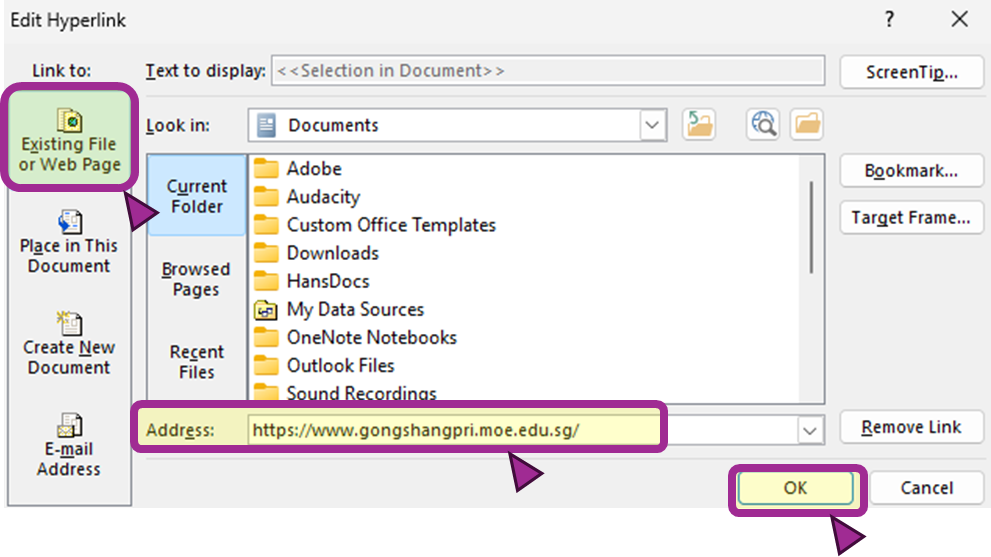 Edit Hyperlink ? ×
Link to:
Text to display: <<Selection in Document>>
ScreenTip...
Existing File
or Web Page
Look in: Documents
Current
Folder
Adobe
Audacity
Custom Office Templates
Downloads
HansDocs
My Data Sources
OneNote Notebooks
Outlook Files
Sound Recordings
Bookmark...
Target Frame...
Place in This
Document
Browsed
Pages
Create New
Document
Recent
Files
E-mail
Address
Address: https://www.gongshangpri.moe.edu.sg/
Remove Link
OK
Cancel